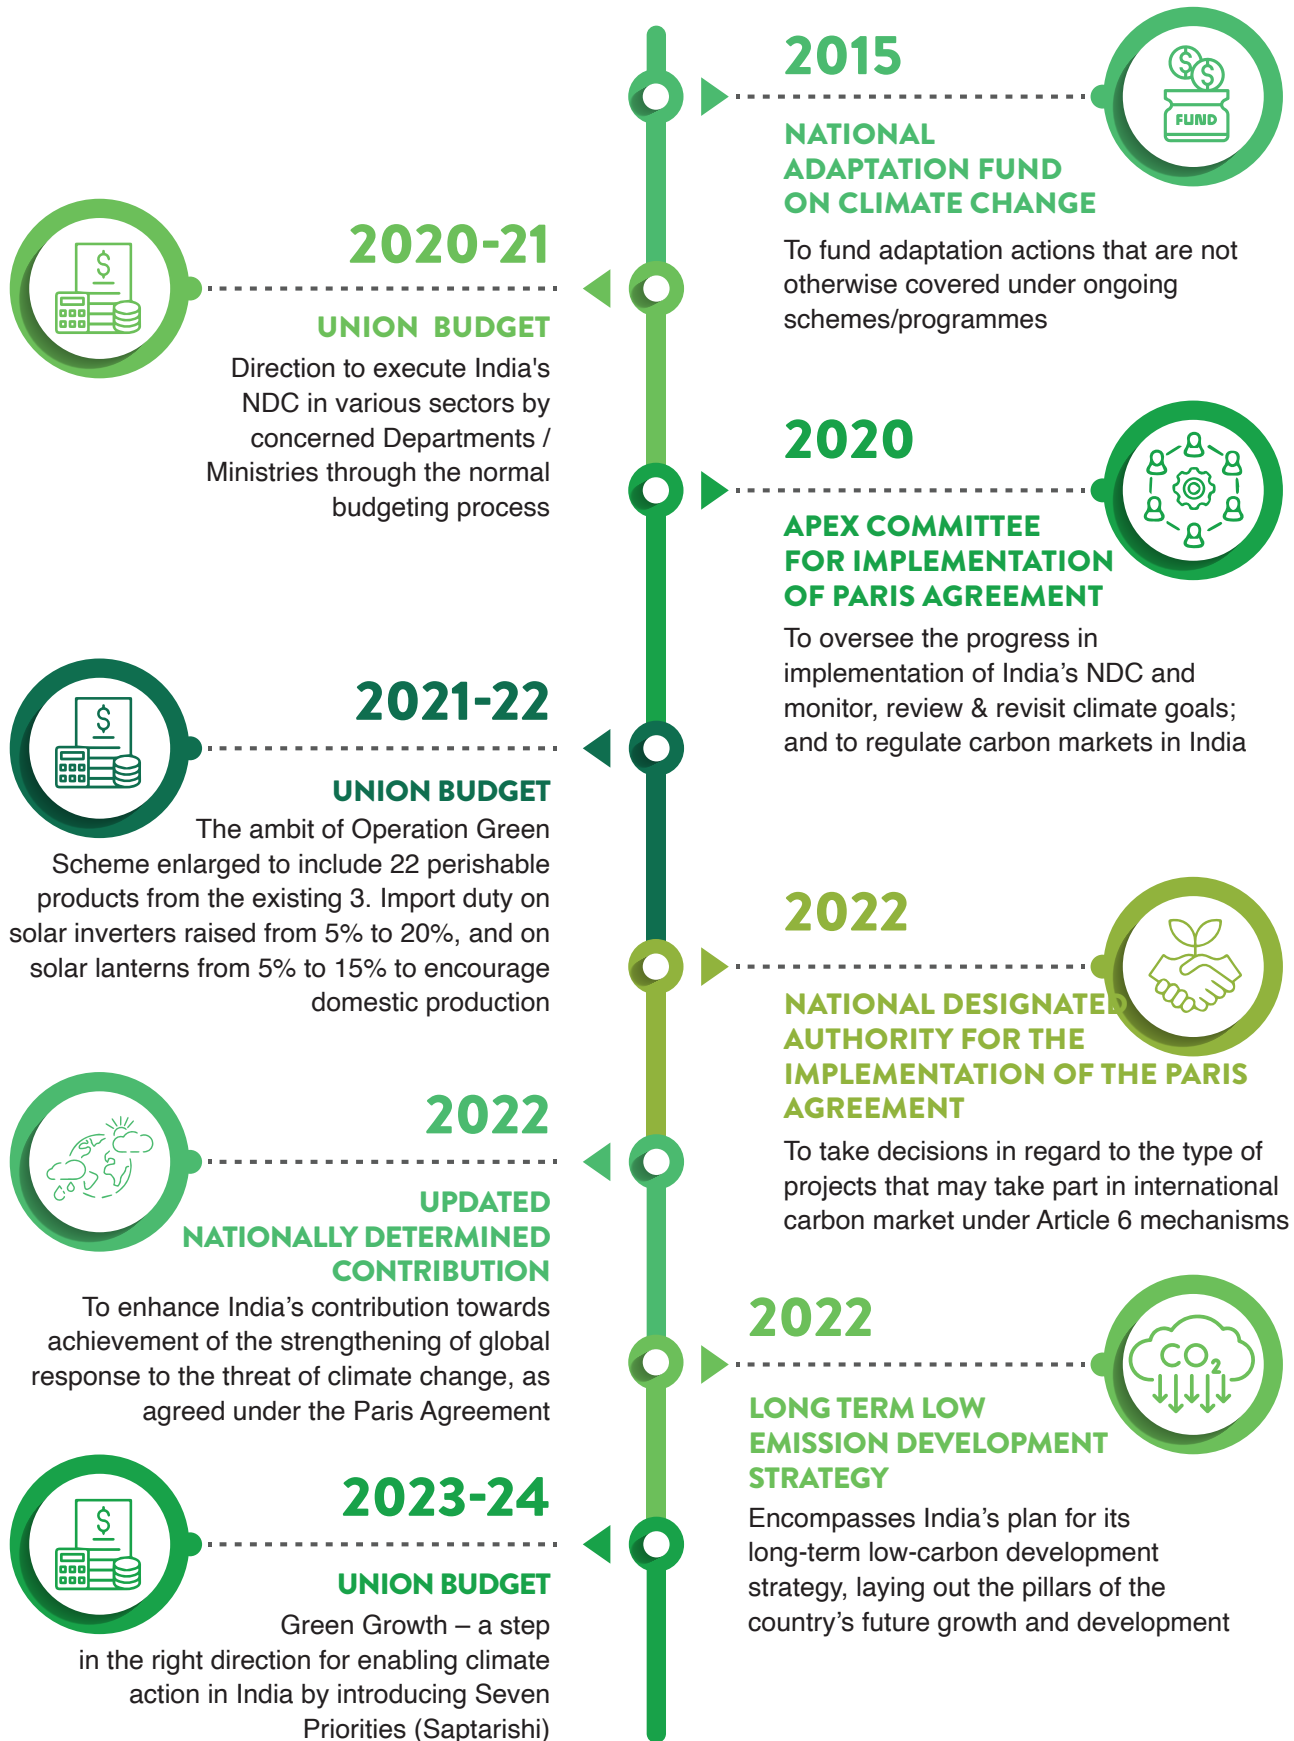 2015
FUND
NATIONAL
ADAPTATION FUND
ON CLIMATE CHANGE
To fund adaptation actions that are not
otherwise covered under ongoing
schemes/programmes
2020-21
UNION BUDGET
Direction to execute India's
NDC in various sectors by
concerned Departments /
Ministries through the normal
budgeting process
2020
APEX COMMITTEE
FOR IMPLEMENTATION
OF PARIS AGREEMENT
To oversee the progress in
implementation of India’s NDC and
monitor, review & revisit climate goals;
and to regulate carbon markets in India
2021-22
UNION BUDGET
The ambit of Operation Green
Scheme enlarged to include 22 perishable
products from the existing 3. Import duty on
solar inverters raised from 5% to 20%, and on
solar lanterns from 5% to 15% to encourage
domestic production
2022
NATIONAL DESIGNATED
AUTHORITY FOR THE
IMPLEMENTATION OF THE PARIS
AGREEMENT
To take decisions in regard to the type of
projects that may take part in international
carbon market under Article 6 mechanisms
2022
UPDATED
NATIONALLY DETERMINED
CONTRIBUTION
To enhance India’s contribution towards
achievement of the strengthening of global
response to the threat of climate change, as
agreed under the Paris Agreement
2022
CO2
LONG TERM LOW
EMISSION DEVELOPMENT
STRATEGY
Encompasses India’s plan for its
long-term low-carbon development
strategy, laying out the pillars of the
country’s future growth and development
2023-24
UNION BUDGET
Green Growth – a step
in the right direction for enabling climate
action in India by introducing Seven
Priorities (Saptarishi)